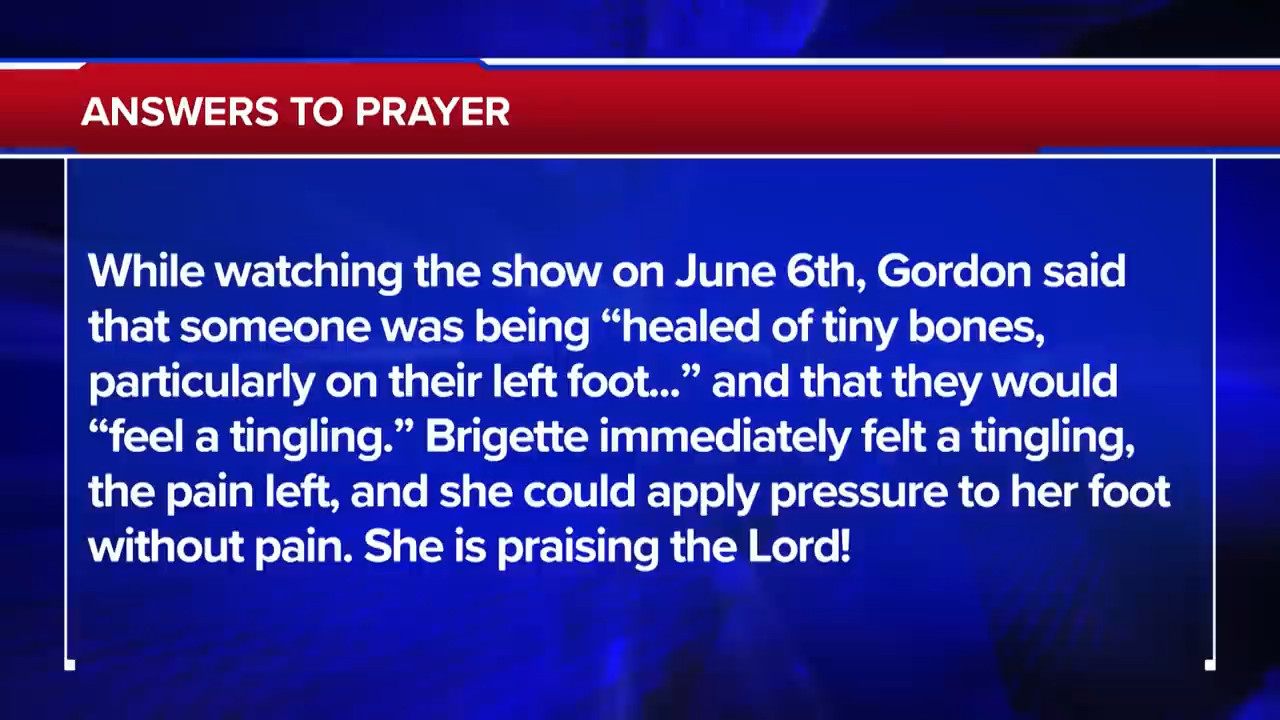 ANSWERS TO PRAYER
While watching the show on June 6th, Gordon said
that someone was being “healed of tiny bones,
particularly on their left foot...” and that they would
“feel a tingling.” Brigette immediately felt a tingling,
the pain left, and she could apply pressure to her foot
without pain. She is praising the Lord!